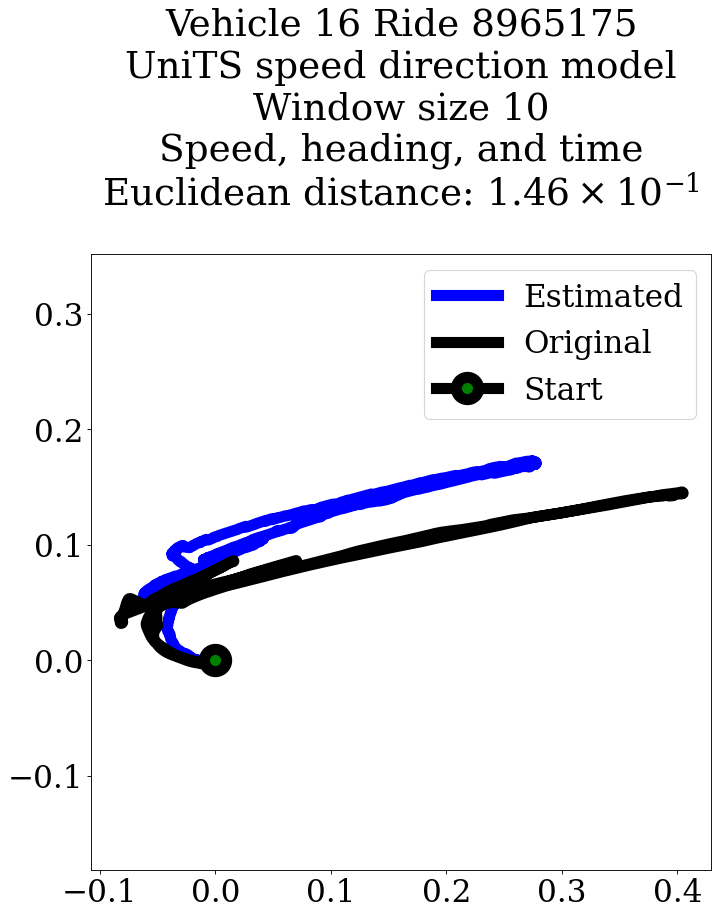 Vehicle 16 Ride 8965175
UniTS speed direction model
Window size 10
Speed, heading, and time
Euclidean distance: 1.46 × 10⁻¹
Estimated
Original
Start
0.3
0.2
0.1
0.0
−0.1
−0.1 0.0 0.1 0.2 0.3 0.4